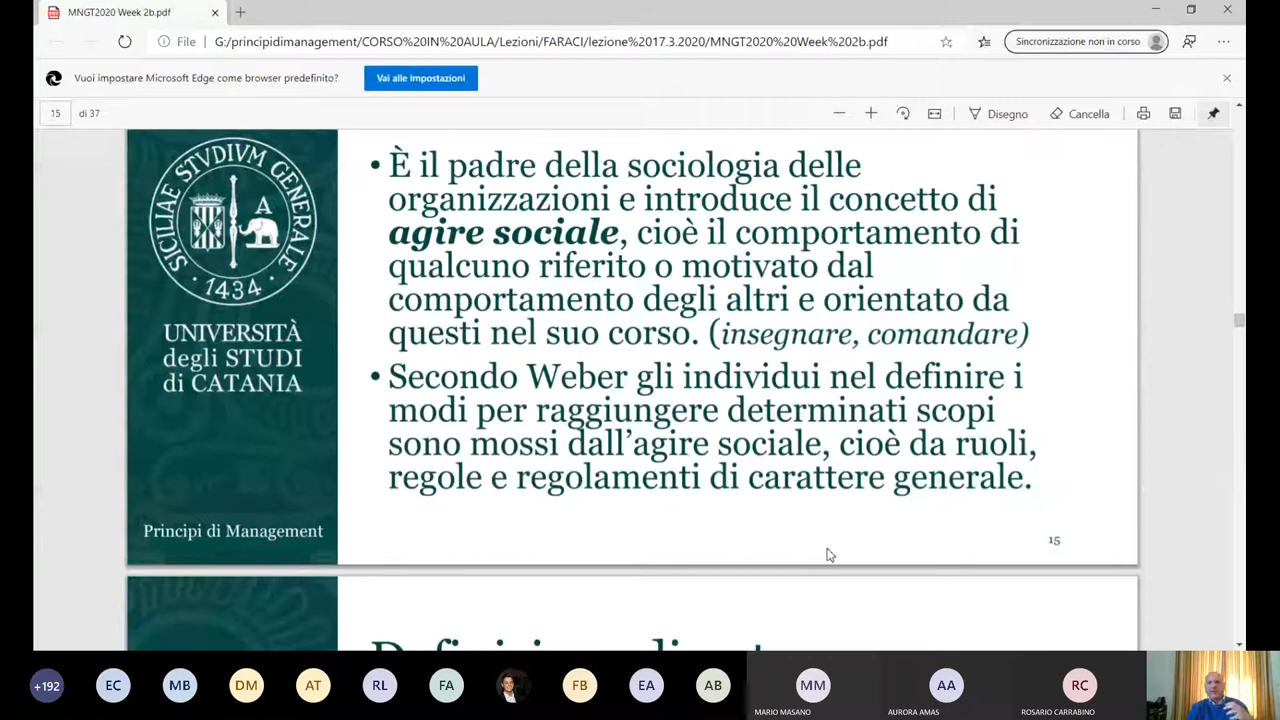 MNGT2020 Week 2b.pdf
File
G:/principidimanagement/CORSO%20IN%20AULA/Lezioni/FARACI/lezione%2017.3.2020/MNGT2020%20Week%202b.pdf
Sincronizzazione non in corso
Vuoi impostare Microsoft Edge come browser predefinito?
Vai alle impostazioni
15 di 37
Disegno
Cancella
SICILIAE STVDIVM GENERALE
A
· 1434 ·
UNIVERSITÀ
degli STUDI
di CATANIA
Principi di Management
• È il padre della sociologia delle
organizzazioni e introduce il concetto di
agire sociale, cioè il comportamento di
qualcuno riferito o motivato dal
comportamento degli altri e orientato da
questi nel suo corso. (insegnare, comandare)
• Secondo Weber gli individui nel definire i
modi per raggiungere determinati scopi
sono mossi dall’agire sociale, cioè da ruoli,
regole e regolamenti di carattere generale.
15
+192
EC
MB
DM
AT
RL
FA
FB
EA
AB
MM
AA
RC
MARIO MASANO
AURORA AMAS
ROSARIO CARRABINO